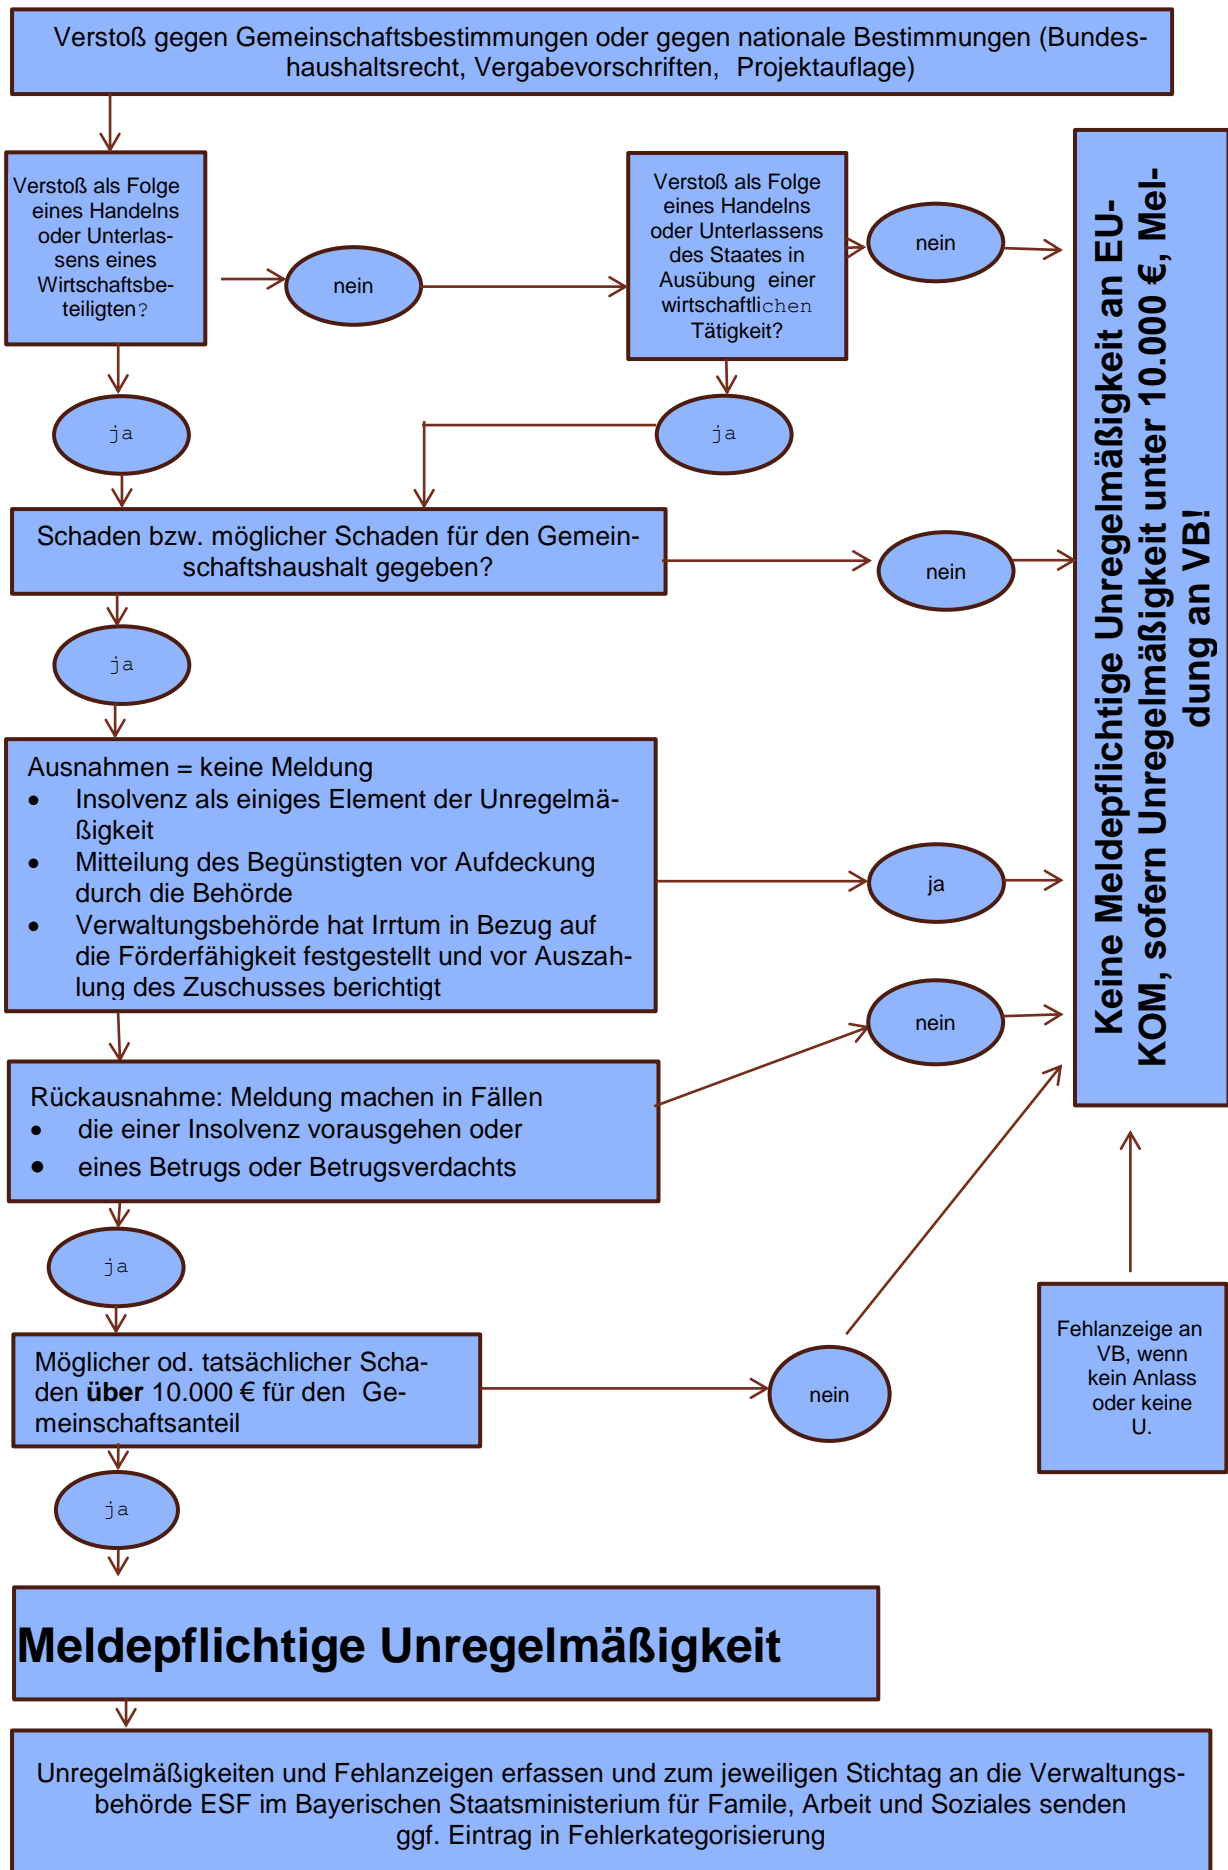 Verstoß gegen Gemeinschaftsbestimmungen oder gegen nationale Bestimmungen (Bundes-
haushaltsrecht, Vergabevorschriften, Projektauflage)
Verstoß als Folge
eines Handelns
oder Unterlas-
sens eines
Wirtschaftsbe-
teiligten?
nein
Verstoß als Folge
eines Handelns
oder Unterlassens
des Staates in
Ausübung einer
wirtschaftlichen
Tätigkeit?
nein
ja
ja
Schaden bzw. möglicher Schaden für den Gemein-
schaftshaushalt gegeben?
nein
ja
Ausnahmen = keine Meldung
• Insolvenz als einiges Element der Unregelmä-
ßigkeit
• Mitteilung des Begünstigten vor Aufdeckung
durch die Behörde
• Verwaltungsbehörde hat Irrtum in Bezug auf
die Förderfähigkeit festgestellt und vor Auszah-
lung des Zuschusses berichtigt
ja
nein
Rückausnahme: Meldung machen in Fällen
• die einer Insolvenz vorausgehen oder
• eines Betrugs oder Betrugsverdachts
ja
Möglicher od. tatsächlicher Scha-
den über 10.000 € für den Ge-
meinschaftsanteil
nein
ja
Keine Meldepflichtige Unregelmäßigkeit an EU-
KOM, sofern Unregelmäßigkeit unter 10.000 €, Mel-
dung an VB!
Fehlanzeige an
VB, wenn
kein Anlass
oder keine
U.
Meldepflichtige Unregelmäßigkeit
Unregelmäßigkeiten und Fehlanzeigen erfassen und zum jeweiligen Stichtag an die Verwaltungs-
behörde ESF im Bayerischen Staatsministerium für Famile, Arbeit und Soziales senden
ggf. Eintrag in Fehlerkategorisierung